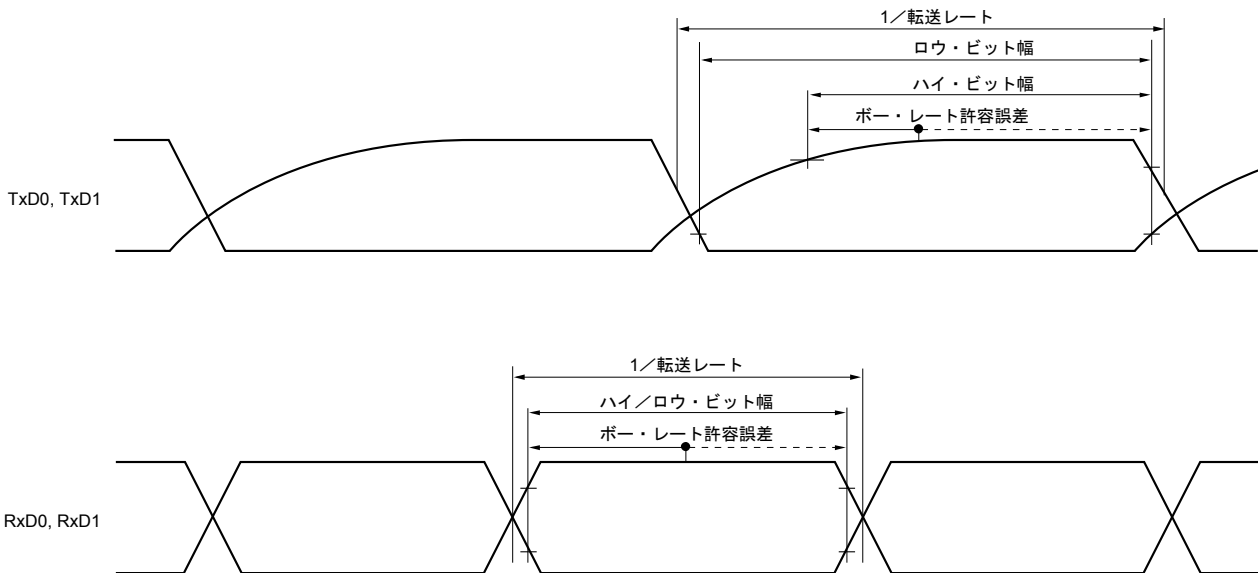 1／転送レート
ロウ・ビット幅
ハイ・ビット幅
ボー・レート許容誤差
TxD0, TxD1
1／転送レート
ハイ／ロウ・ビット幅
ボー・レート許容誤差
RxD0, RxD1